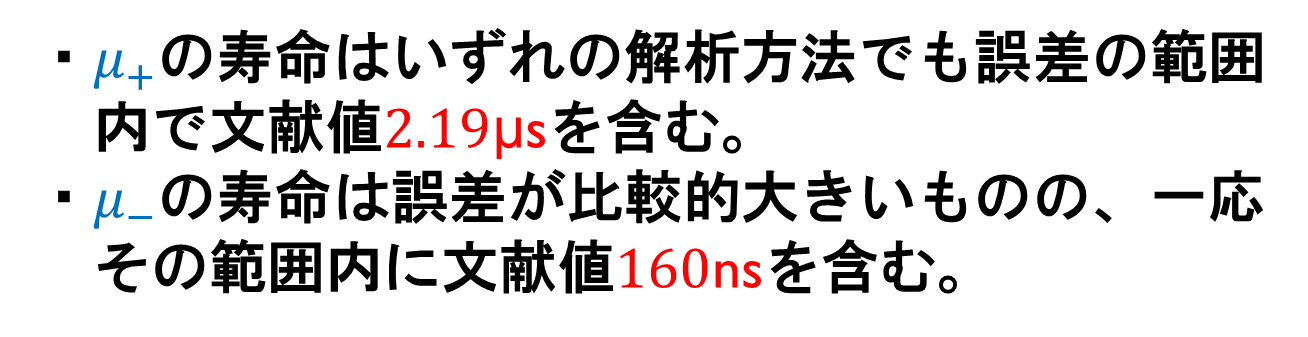 ・μ₊の寿命はいずれの解析方法でも誤差の範囲
内で文献値2.19μsを含む。
・μ₋の寿命は誤差が比較的大きいものの、一応
その範囲内に文献値160nsを含む。